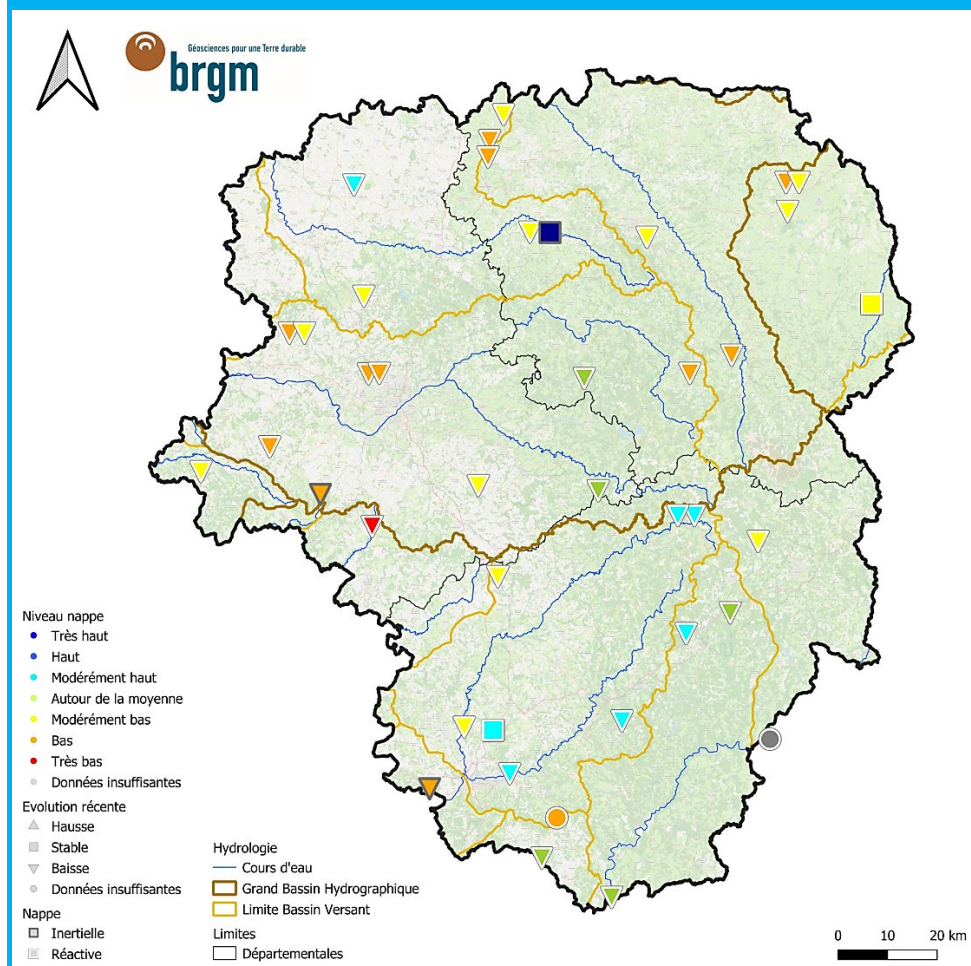 Géosciences pour une Terre durable
brgm
Niveau nappe
Très haut
Haut
Modérément haut
Autour de la moyenne
Modérément bas
Bas
Très bas
Données insuffisantes
Evolution récente
Hausse
Stable
Baisse
Données insuffisantes
Nappe
Inertielle
Réactive
Hydrologie
Cours d'eau
Grand Bassin Hydrographique
Limite Bassin Versant
Limites
Départementales
0 10 20 km